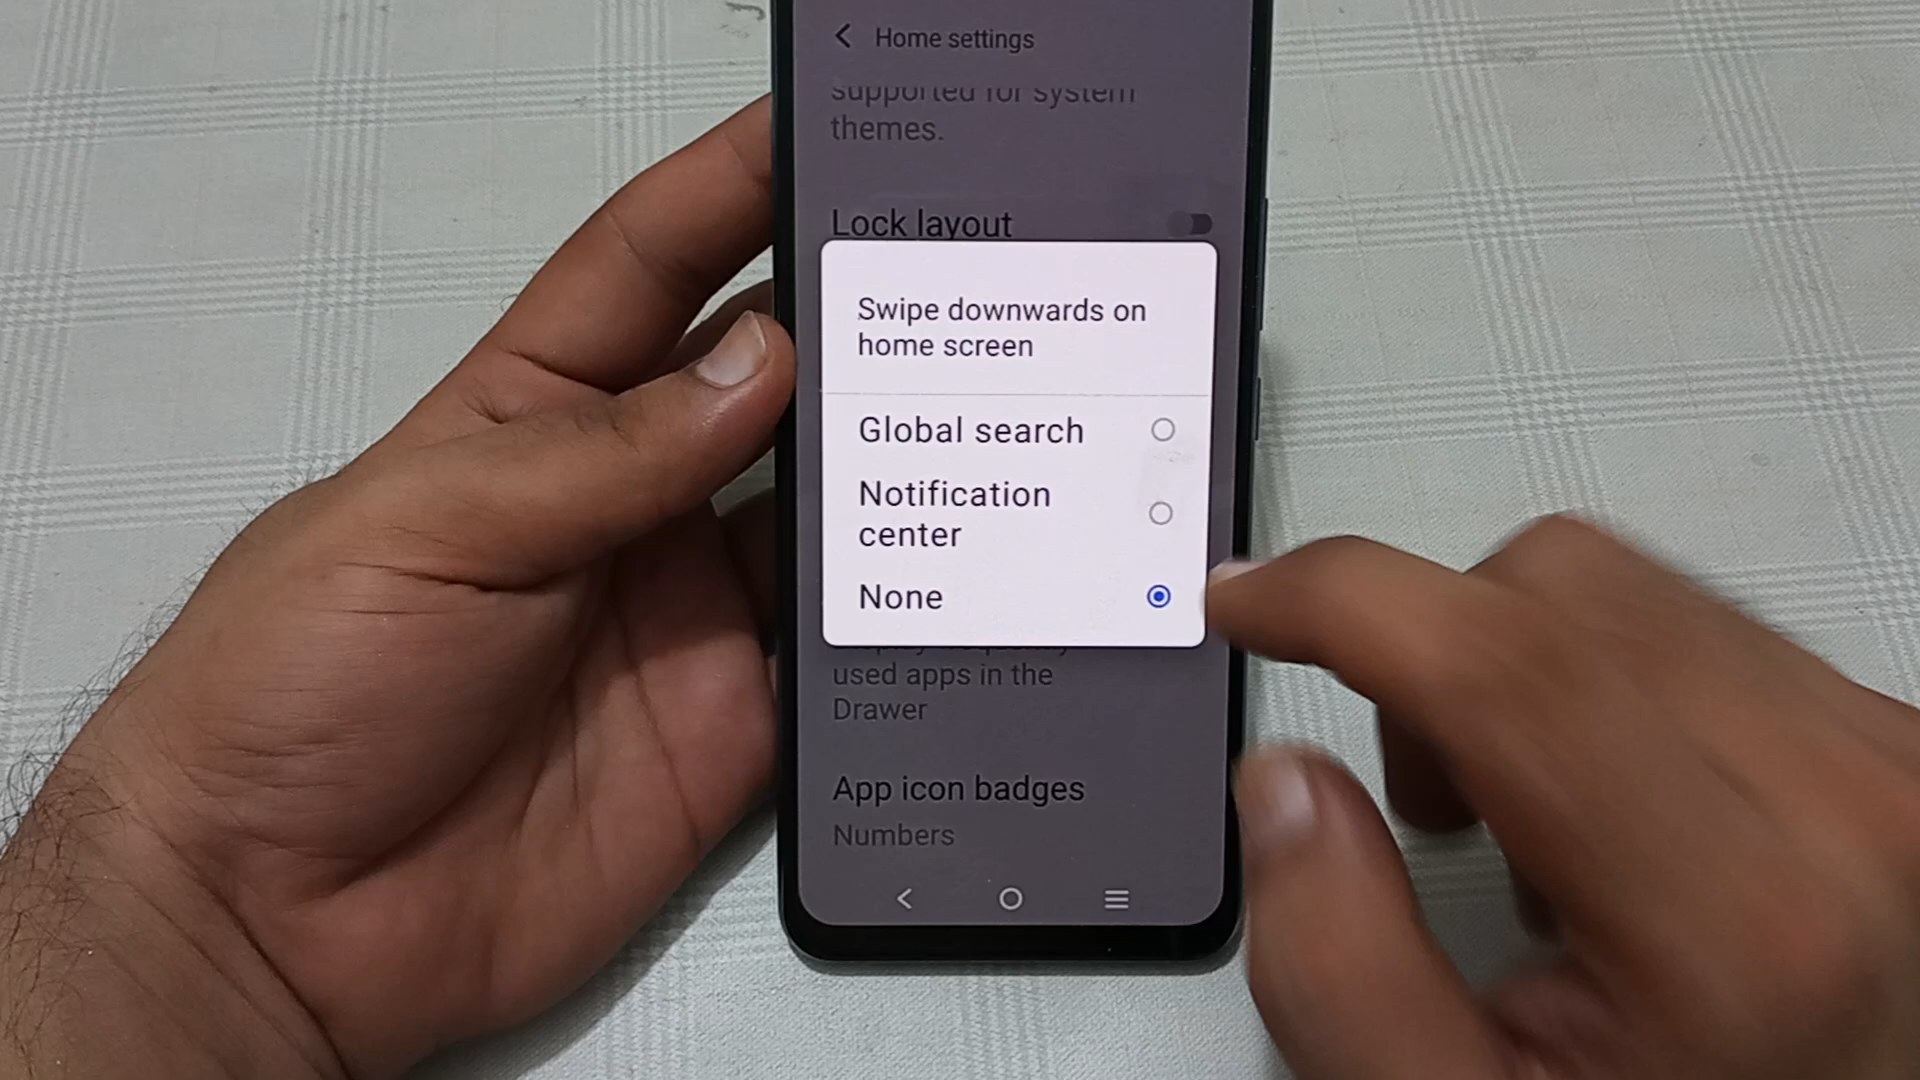 Home settings
supported for system
themes.
Lock layout
Swipe downwards on
home screen
Global search
Notification
center
None
used apps in the
Drawer
App icon badges
Numbers